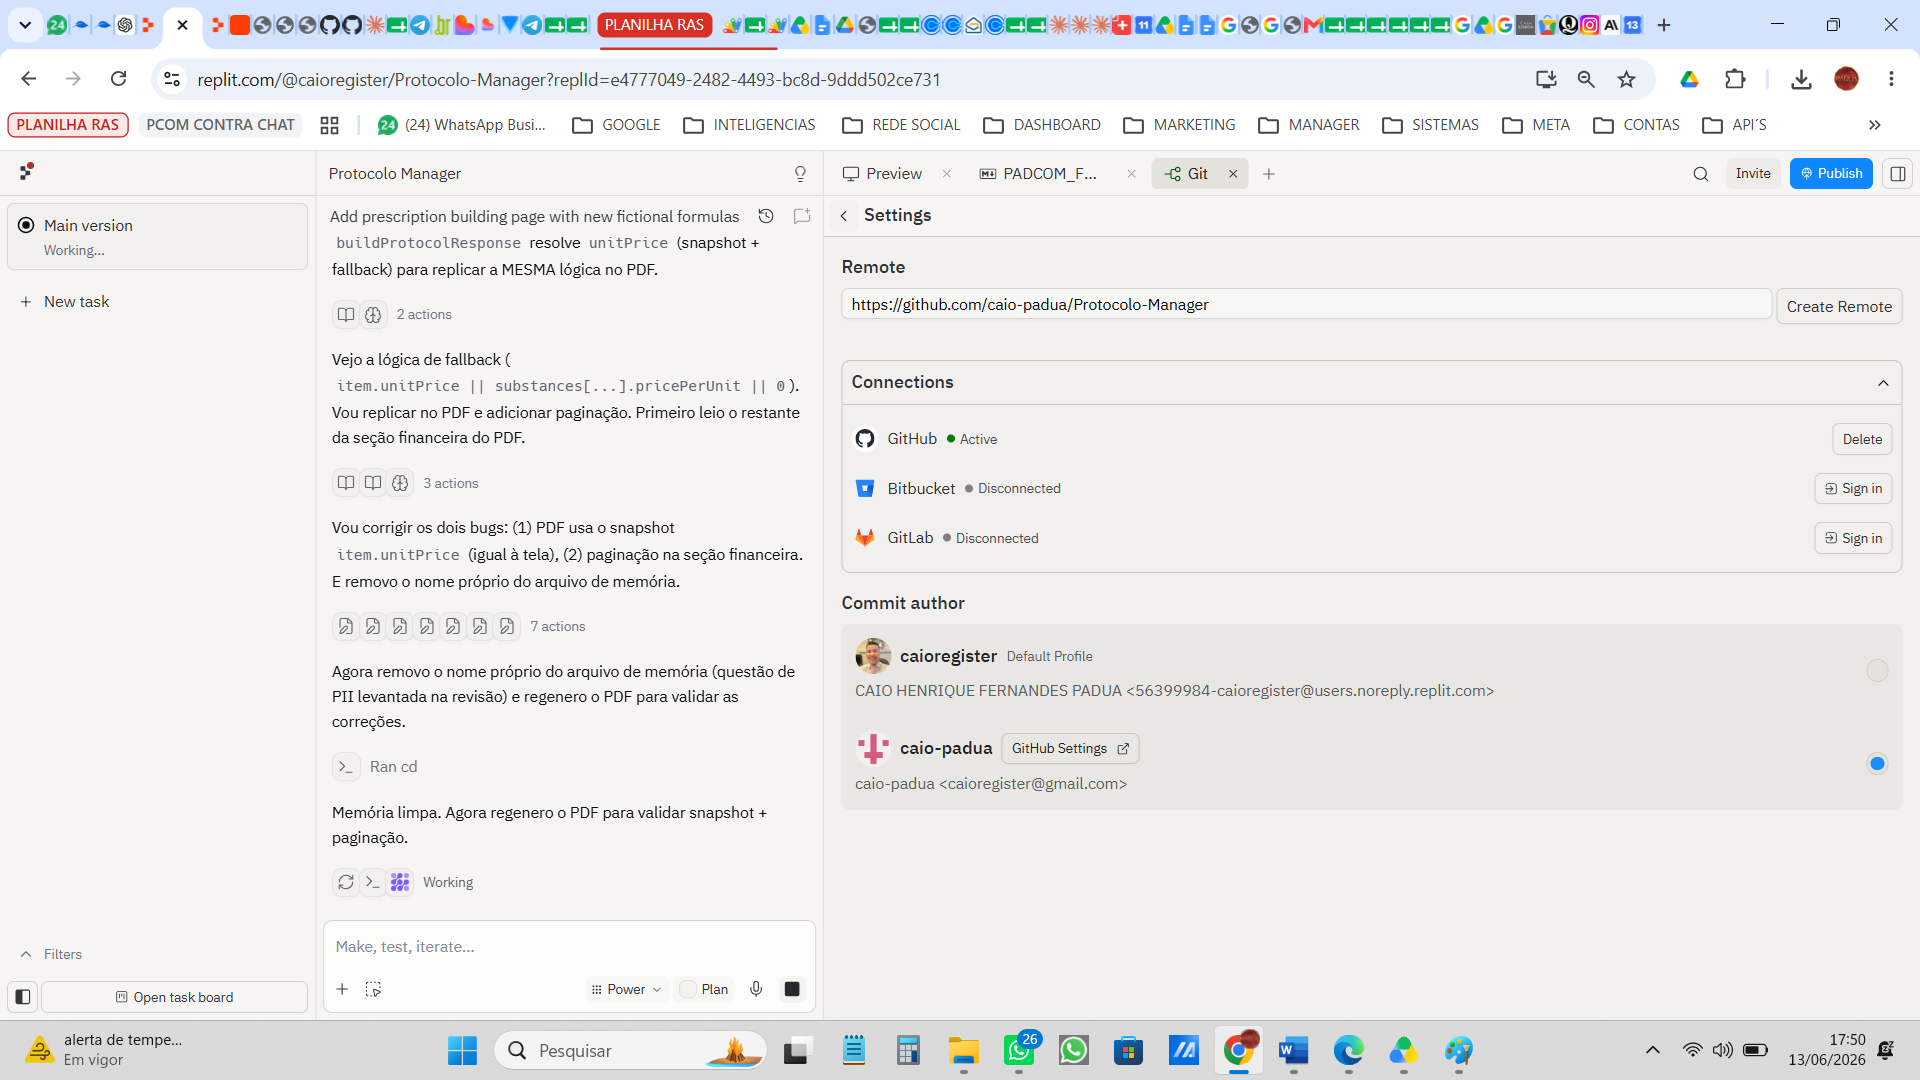 24
PLANILHA RAS
replit.com/@caioregister/Protocolo-Manager?replId=e4777049-2482-4493-bc8d-9ddd502ce731
PLANILHA RAS
PCOM CONTRA CHAT
24
(24) WhatsApp Busi...
GOOGLE
INTELIGENCIAS
REDE SOCIAL
DASHBOARD
MARKETING
MANAGER
SISTEMAS
META
CONTAS
API´S
Main version
Working...
New task
Filters
Open task board
Protocolo Manager
Add prescription building page with new fictional formulas
buildProtocolResponse resolve unitPrice (snapshot +
fallback) para replicar a MESMA lógica no PDF.
2 actions
Vejo a lógica de fallback (
item.unitPrice || substances[...].pricePerUnit || 0 ).
Vou replicar no PDF e adicionar paginação. Primeiro leio o restante
da seção financeira do PDF.
3 actions
Vou corrigir os dois bugs: (1) PDF usa o snapshot
item.unitPrice (igual à tela), (2) paginação na seção financeira.
E removo o nome próprio do arquivo de memória.
7 actions
Agora removo o nome próprio do arquivo de memória (questão de
PII levantada na revisão) e regenero o PDF para validar as
correções.
Ran cd
Memória limpa. Agora regenero o PDF para validar snapshot +
paginação.
Working
Make, test, iterate...
Power
Plan
Preview
PADCOM_F...
Git
Invite
Publish
Settings
Remote
https://github.com/caio-padua/Protocolo-Manager
Create Remote
Connections
GitHub
Active
Delete
Bitbucket
Disconnected
Sign in
GitLab
Disconnected
Sign in
Commit author
caioregister
Default Profile
CAIO HENRIQUE FERNANDES PADUA <56399984-caioregister@users.noreply.replit.com>
caio-padua
GitHub Settings
caio-padua <caioregister@gmail.com>
alerta de tempe...
Em vigor
Pesquisar
26
17:50
13/06/2026